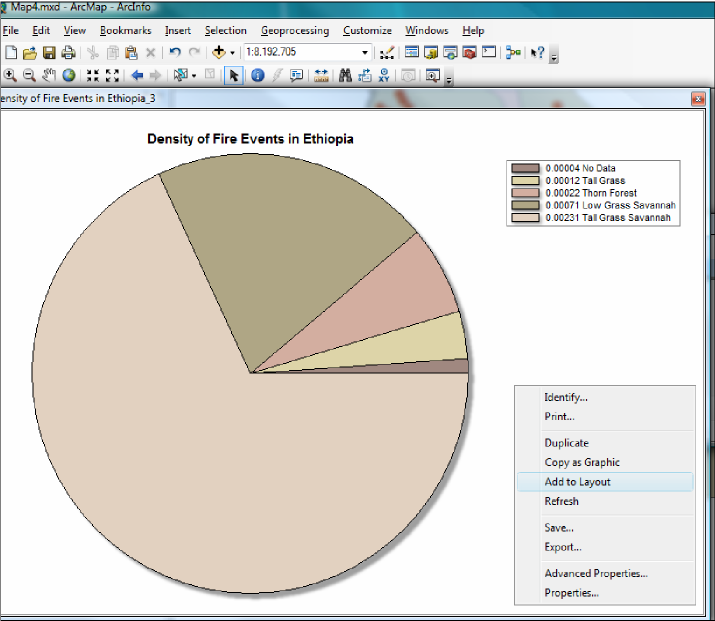 Map4.mxd - ArcMap - ArcInfo
File Edit View Bookmarks Insert Selection Geoprocessing Customize Windows Help
1:8.192.705
ensity of Fire Events in Ethiopia_3
Density of Fire Events in Ethiopia
0.00004 No Data
0.00012 Tall Grass
0.00022 Thorn Forest
0.00071 Low Grass Savannah
0.00231 Tall Grass Savannah
Identify...
Print...
Duplicate
Copy as Graphic
Add to Layout
Refresh
Save...
Export...
Advanced Properties...
Properties...